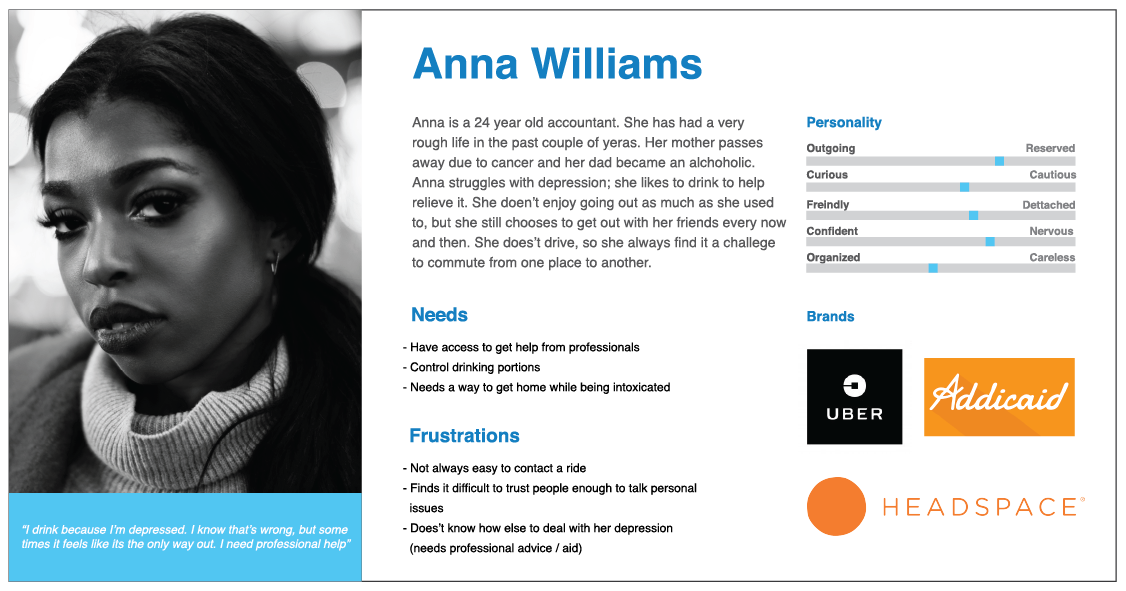 Anna Williams
Anna is a 24 year old accountant. She has had a very
rough life in the past couple of yeras. Her mother passes
away due to cancer and her dad became an alchoholic.
Anna struggles with depression; she likes to drink to help
relieve it. She doen't enjoy going out as much as she used
to, but she still chooses to get out with her friends every now
and then. She does't drive, so she always find it a challege
to commute from one place to another.
Needs
- Have access to get help from professionals
- Control drinking portions
- Needs a way to get home while being intoxicated
Frustrations
- Not always easy to contact a ride
- Finds it difficult to trust people enough to talk personal
issues
- Does't know how else to deal with her depression
(needs professional advice / aid)
Personality
Outgoing Reserved
Curious Cautious
Freindly Dettached
Confident Nervous
Organized Careless
Brands
UBER
Addicaid
HEADSPACE®
"I drink because I'm depressed. I know that's wrong, but some
times it feels like its the only way out. I need professional help"